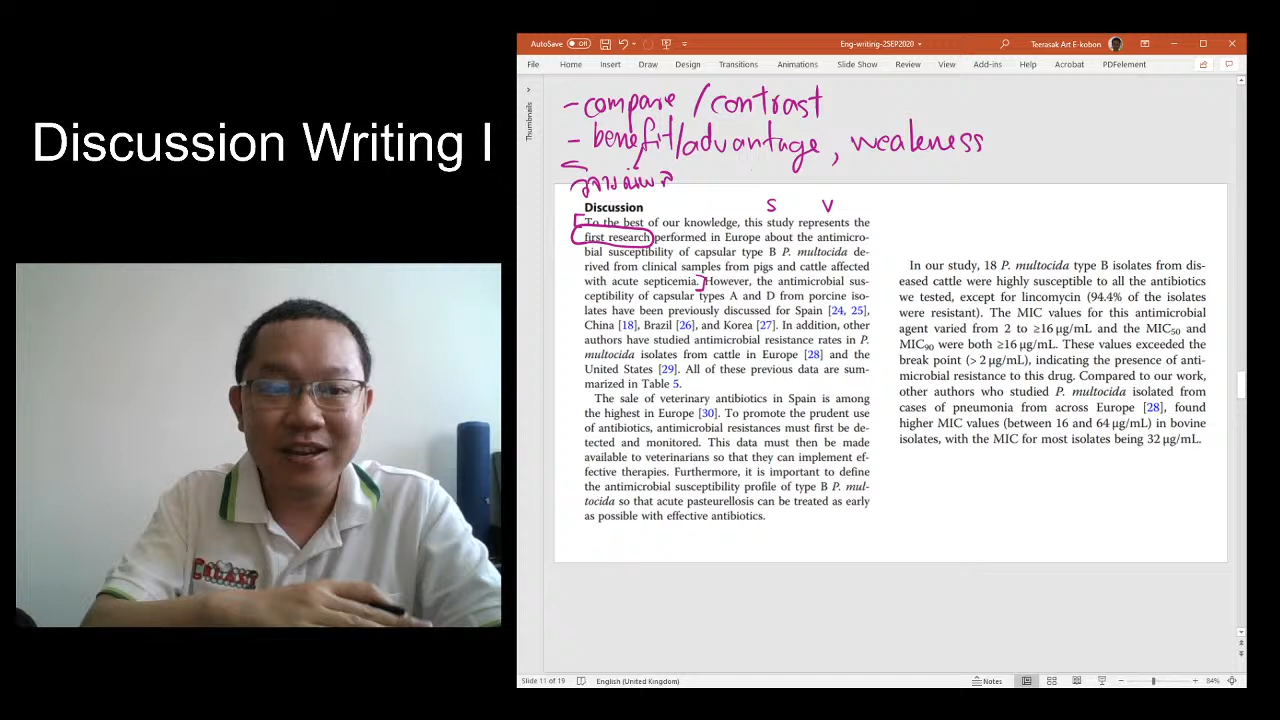 Discussion Writing I
AutoSave Off
Eng-writing-2SEP2020
Teerasak Art E-kobon
File Home Insert Draw Design Transitions Animations Slide Show Review View Add-ins Help Acrobat PDFelement
Thumbnails
- compare / contrast
- benefit/advantage, weakness
S V
Discussion
To the best of our knowledge, this study represents the
first research performed in Europe about the antimicro-
bial susceptibility of capsular type B P. multocida de-
rived from clinical samples from pigs and cattle affected
with acute septicemia. However, the antimicrobial sus-
ceptibility of capsular types A and D from porcine iso-
lates have been previously discussed for Spain [24, 25],
China [18], Brazil [26], and Korea [27]. In addition, other
authors have studied antimicrobial resistance rates in P.
multocida isolates from cattle in Europe [28] and the
United States [29]. All of these previous data are sum-
marized in Table 5.
The sale of veterinary antibiotics in Spain is among
the highest in Europe [30]. To promote the prudent use
of antibiotics, antimicrobial resistances must first be de-
tected and monitored. This data must then be made
available to veterinarians so that they can implement ef-
fective therapies. Furthermore, it is important to define
the antimicrobial susceptibility profile of type B P. mul-
tocida so that acute pasteurellosis can be treated as early
as possible with effective antibiotics.
In our study, 18 P. multocida type B isolates from dis-
eased cattle were highly susceptible to all the antibiotics
we tested, except for lincomycin (94.4% of the isolates
were resistant). The MIC values for this antimicrobial
agent varied from 2 to ≥16 μg/mL and the MIC50 and
MIC90 were both ≥16 μg/mL. These values exceeded the
break point (> 2 μg/mL), indicating the presence of anti-
microbial resistance to this drug. Compared to our work,
other authors who studied P. multocida isolated from
cases of pneumonia from across Europe [28], found
higher MIC values (between 16 and 64 μg/mL) in bovine
isolates, with the MIC for most isolates being 32 μg/mL.
Slide 11 of 19 English (United Kingdom) Notes 84%